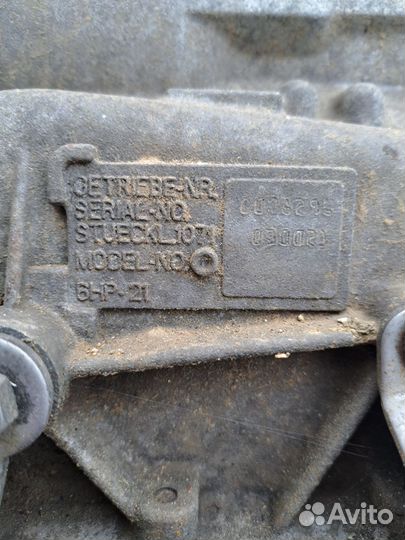 GETRIEBE-NR.
SERIAL-NO.
STUECKL.1071
MODEL-NO.
6HP-21
Avito